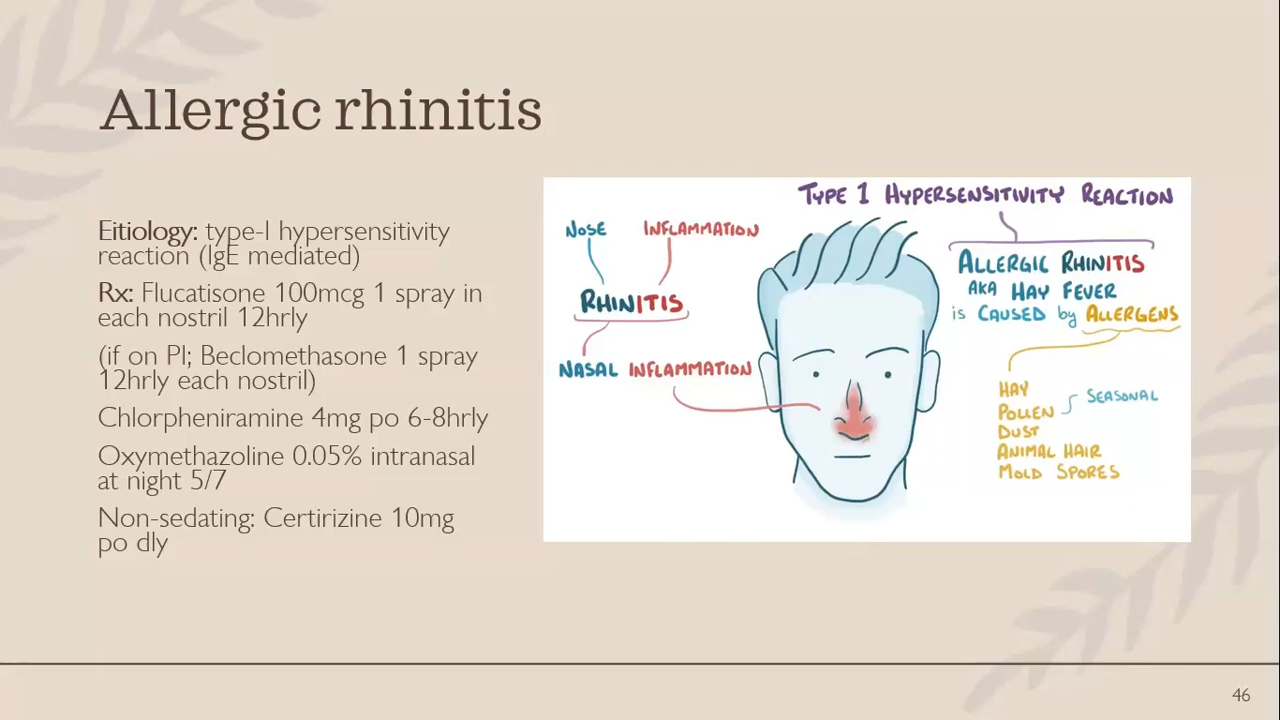 Allergic rhinitis
Eitiology: type-I hypersensitivity
reaction (IgE mediated)
Rx: Flucatisone 100mcg 1 spray in
each nostril 12hrly
(if on PI; Beclomethasone 1 spray
12hrly each nostril)
Chlorpheniramine 4mg po 6-8hrly
Oxymethazoline 0.05% intranasal
at night 5/7
Non-sedating: Certirizine 10mg
po dly
TYPE 1 HYPERSENSITIVITY REACTION
NOSE INFLAMMATION
RHINITIS
NASAL INFLAMMATION
ALLERGIC RHINITIS
AKA HAY FEVER
is CAUSED by ALLERGENS
HAY
POLLEN
SEASONAL
DUST
ANIMAL HAIR
MOLD SPORES
46